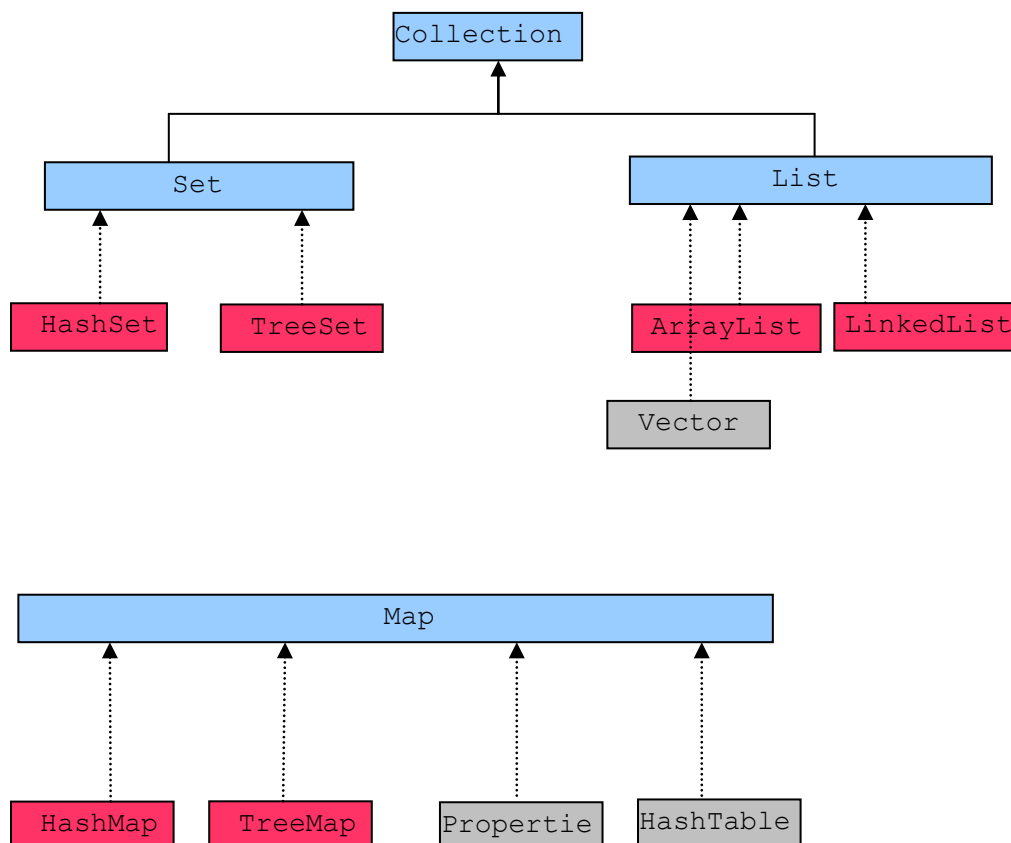 Collection
Set
List
HashSet
TreeSet
ArrayList
LinkedList
Vector
Map
HashMap
TreeMap
Propertie
HashTable